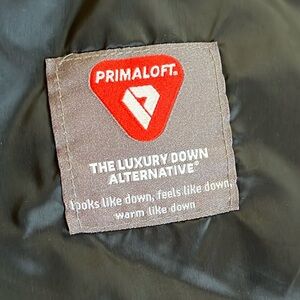 PRIMALOFT®
THE LUXURY DOWN
ALTERNATIVE®
looks like down, feels like down,
warm like down